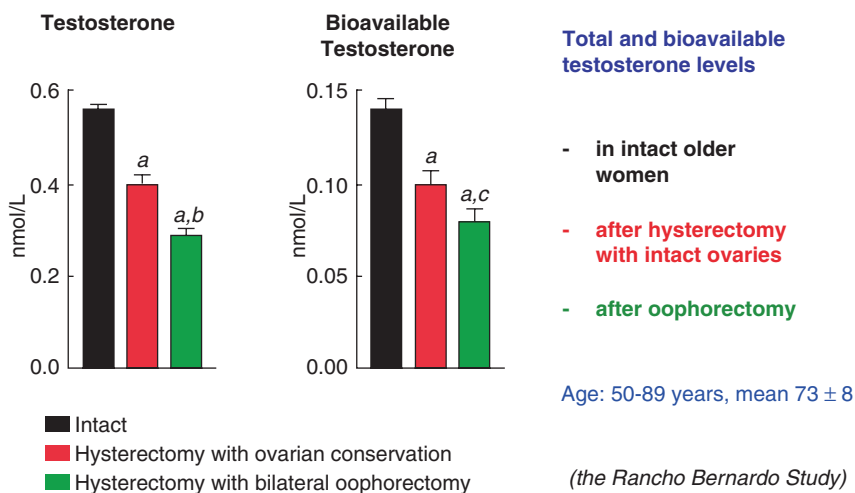 Testosterone
0.6
0.4
0.2
0.0
nmol/L
a
a,b
Bioavailable
Testosterone
0.15
0.10
0.05
0.00
nmol/L
a
a,c
Intact
Hysterectomy with ovarian conservation
Hysterectomy with bilateral oophorectomy
Total and bioavailable
testosterone levels
- in intact older
women
- after hysterectomy
with intact ovaries
- after oophorectomy
Age: 50-89 years, mean 73 ± 8
(the Rancho Bernardo Study)